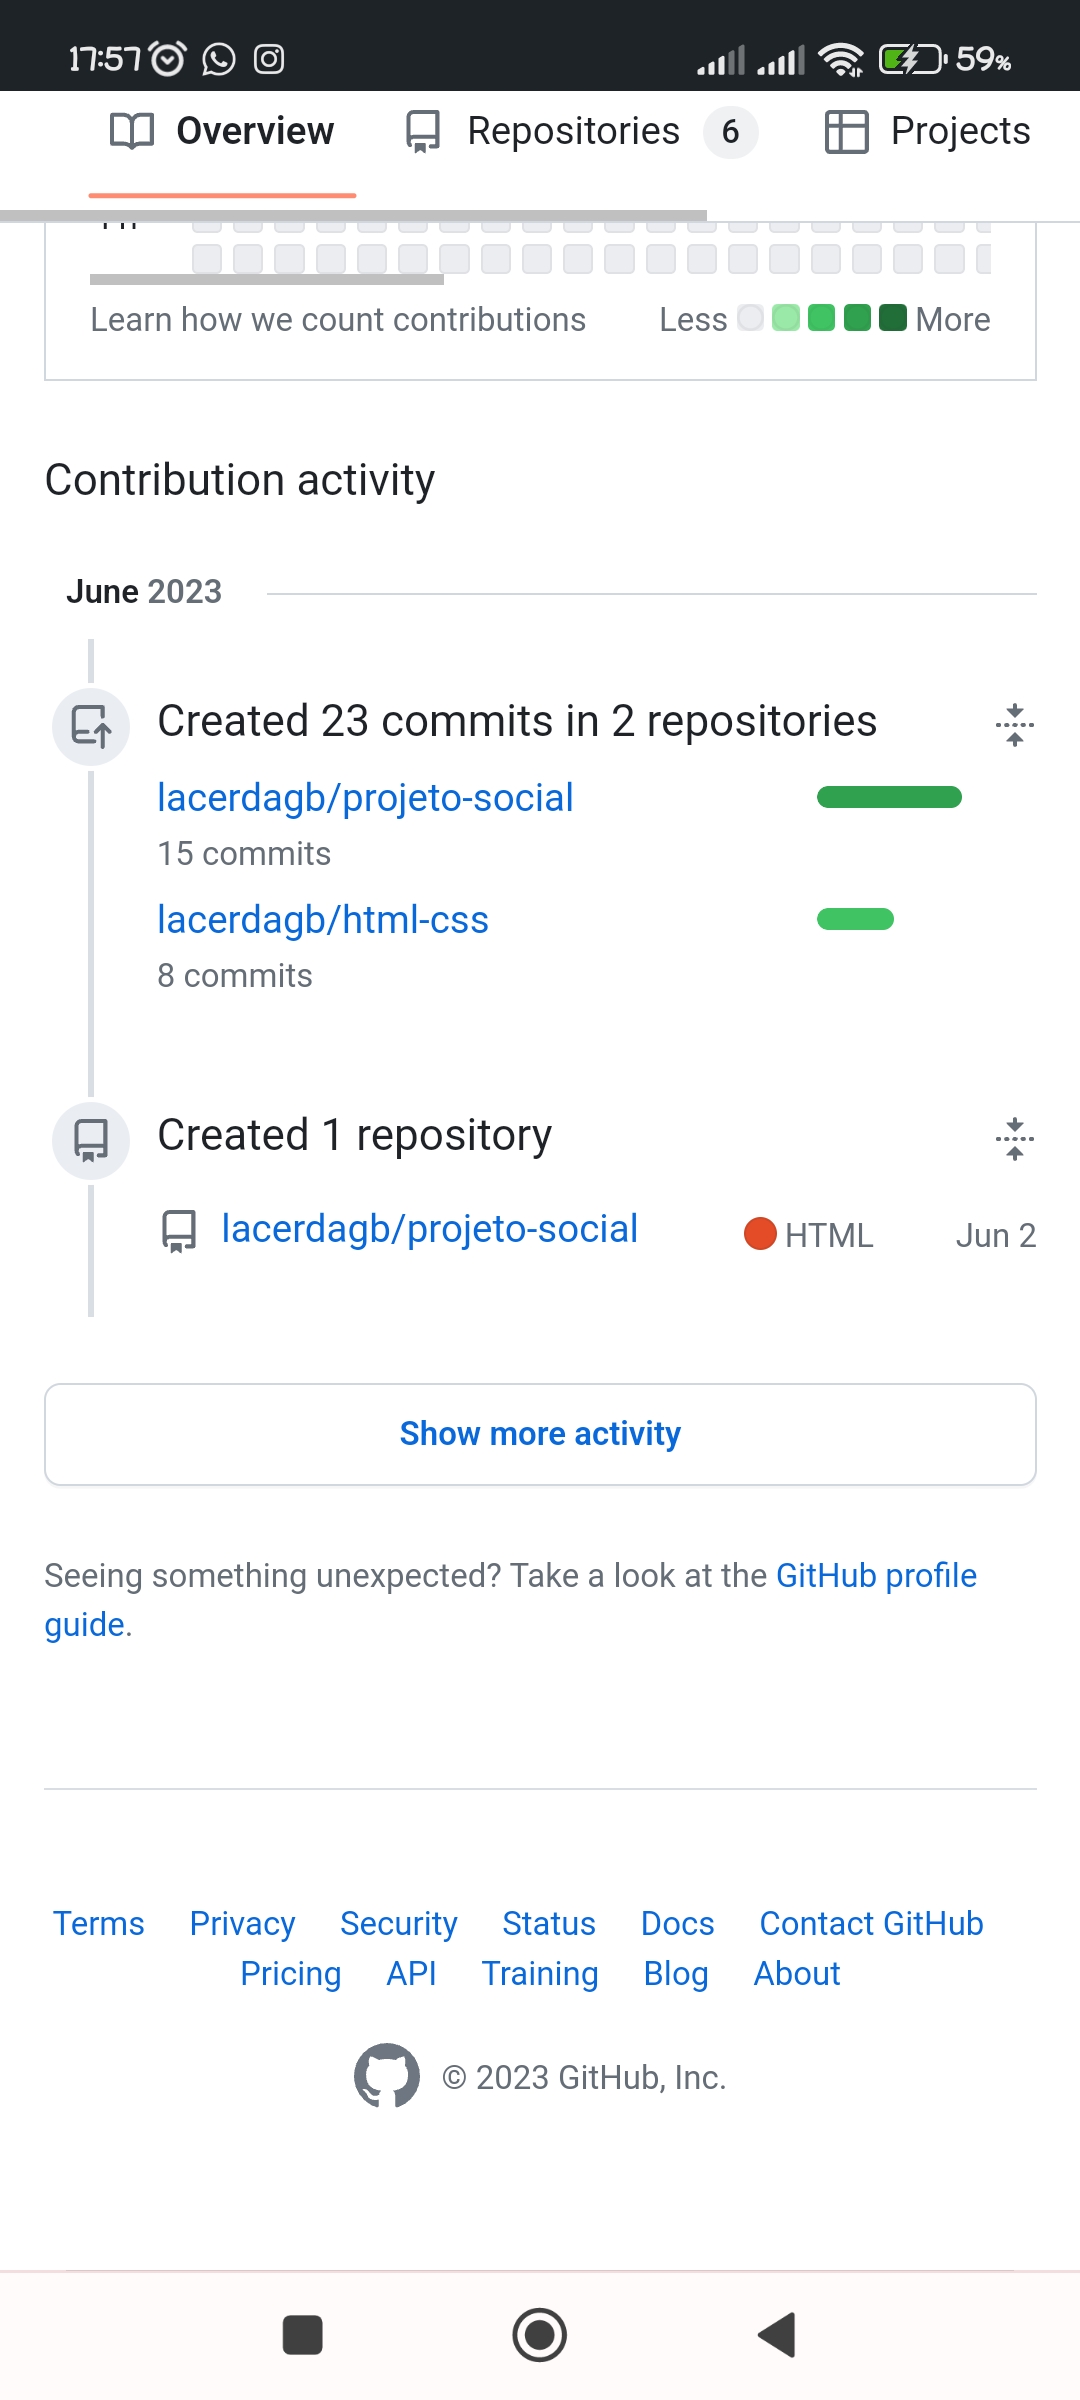 17:57 59%
Overview Repositories 6 Projects
Learn how we count contributions Less More
Contribution activity
June 2023
Created 23 commits in 2 repositories
lacerdagb/projeto-social
15 commits
lacerdagb/html-css
8 commits
Created 1 repository
lacerdagb/projeto-social HTML Jun 2
Show more activity
Seeing something unexpected? Take a look at the GitHub profile
guide.
Terms Privacy Security Status Docs Contact GitHub
Pricing API Training Blog About
© 2023 GitHub, Inc.